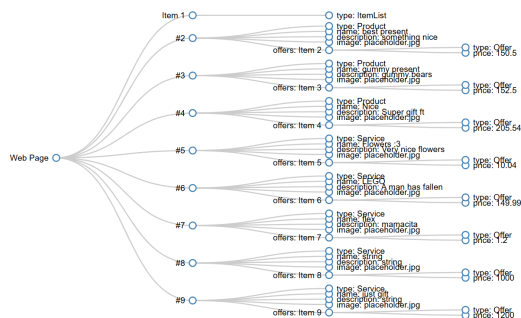 Item 1
type: ItemList
#2
type: Product
name: best present
description: something nice
image: placeholder.jpg
offers: Item 2
type: Offer
price: 150.5
#3
type: Product
name: gummy present
description: gummy bears
image: placeholder.jpg
offers: Item 3
type: Offer
price: 152.5
#4
type: Product
name: Nice
description: Super gift ft
image: placeholder.jpg
offers: Item 4
type: Offer
price: 205.54
Web Page
#5
type: Service
name: Flowers :3
description: Very nice flowers
image: placeholder.jpg
offers: Item 5
type: Offer
price: 10.04
#6
type: Service
name: LEGO
description: A man has fallen
image: placeholder.jpg
offers: Item 6
type: Offer
price: 149.99
#7
type: Service
name: flex
description: mamacita
image: placeholder.jpg
offers: Item 7
type: Offer
price: 1.2
#8
type: Service
name: string
description: string
image: placeholder.jpg
offers: Item 8
type: Offer
price: 1000
#9
type: Service
name: just gift
description: string
image: placeholder.jpg
offers: Item 9
type: Offer
price: 1200